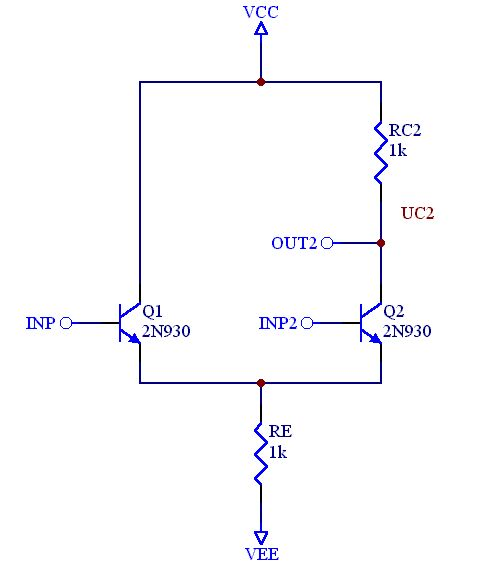 VCC
RC2
1k
UC2
OUT2
INP
Q1
2N930
INP2
Q2
2N930
RE
1k
VEE